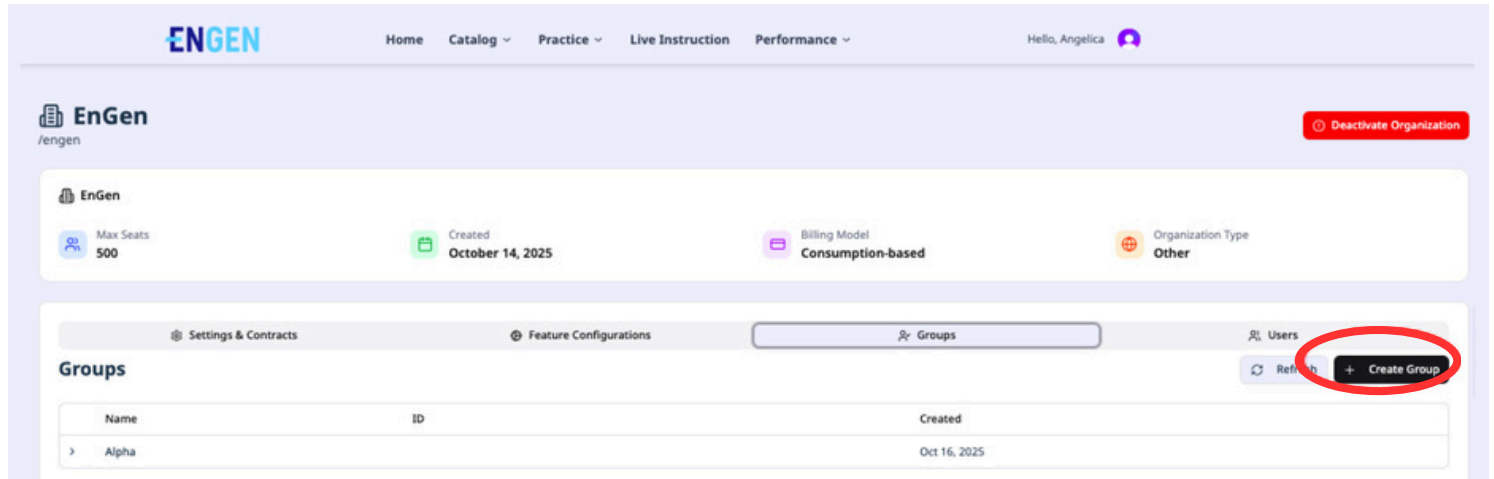 ENGEN Home Catalog Practice Live Instruction Performance Hello, Angelica
EnGen
/engen
Deactivate Organization
EnGen
Max Seats
500
Created
October 14, 2025
Billing Model
Consumption-based
Organization Type
Other
Settings & Contracts Feature Configurations Groups Users
Groups
Refresh + Create Group
Name ID Created
Alpha Oct 16, 2025